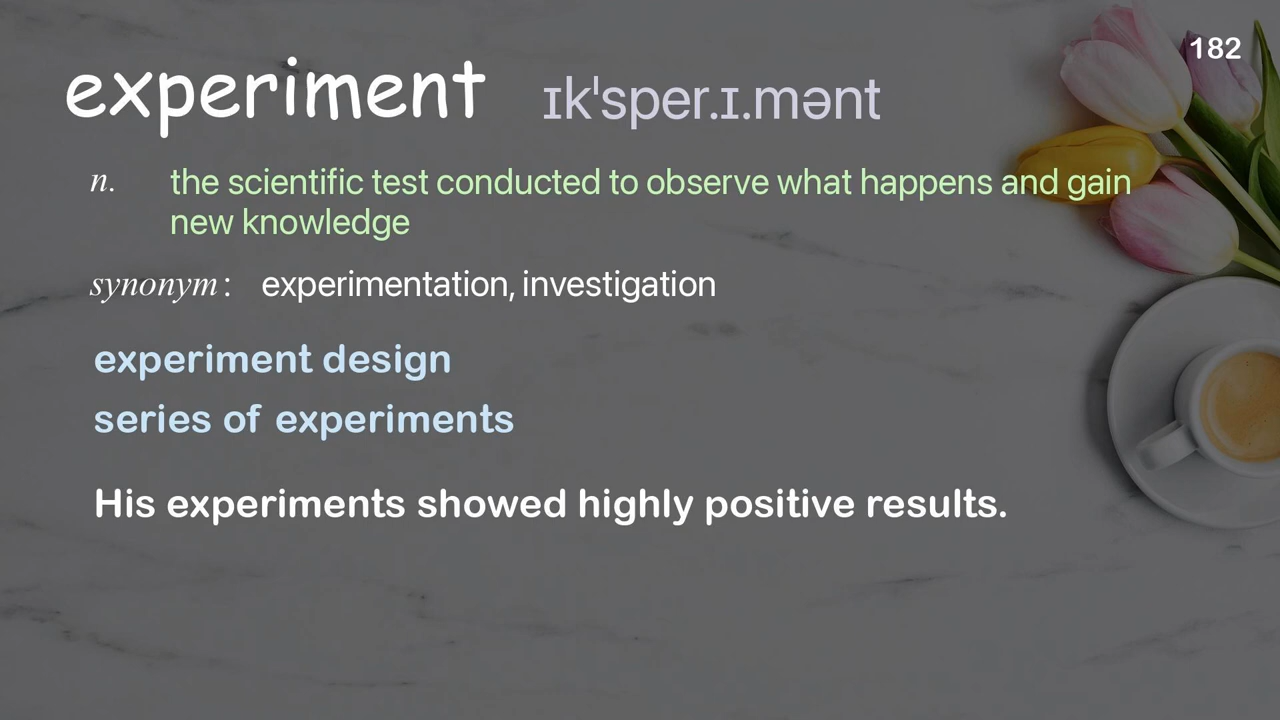 182
experiment ɪkˈsper.ɪ.mənt
n. the scientific test conducted to observe what happens and gain
new knowledge
synonym : experimentation, investigation
experiment design
series of experiments
His experiments showed highly positive results.